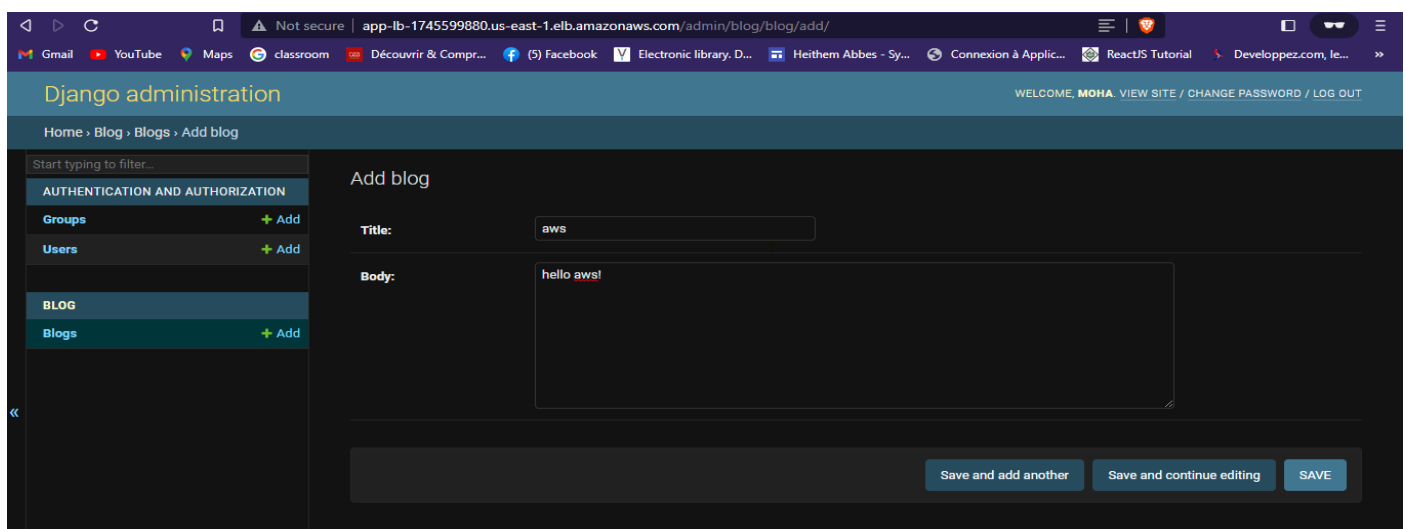 Not secure | app-lb-1745599880.us-east-1.elb.amazonaws.com/admin/blog/blog/add/
Gmail YouTube Maps classroom Découvrir & Compr... (5) Facebook Electronic library. D... Heithem Abbes - Sy... Connexion à Applic... ReactJS Tutorial Developpez.com, le... »
Django administration
WELCOME, MOHA. VIEW SITE / CHANGE PASSWORD / LOG OUT
Home › Blog › Blogs › Add blog
Start typing to filter...
AUTHENTICATION AND AUTHORIZATION
Groups + Add
Users + Add
BLOG
Blogs + Add
«
Add blog
Title: aws
Body: hello aws!
Save and add another Save and continue editing SAVE